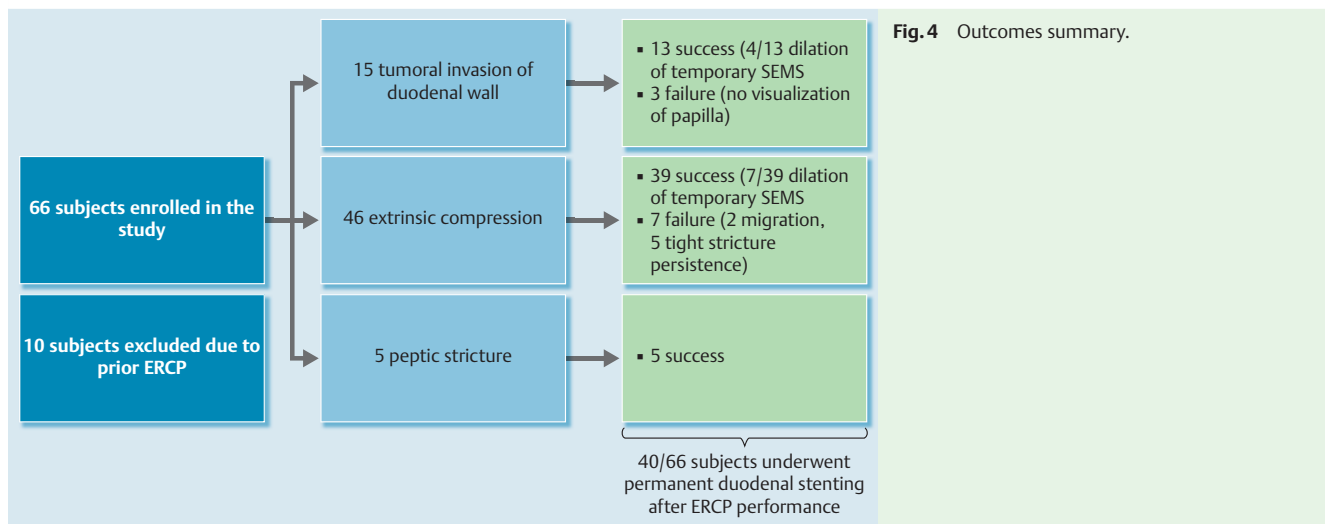 66 subjects enrolled in the
study
10 subjects excluded due to
prior ERCP
15 tumoral invasion of
duodenal wall
46 extrinsic compression
5 peptic stricture
▪ 13 success (4/13 dilation
of temporary SEMS
▪ 3 failure (no visualization
of papilla)
▪ 39 success (7/39 dilation
of temporary SEMS
▪ 7 failure (2 migration,
5 tight stricture
persistence)
▪ 5 success
40/66 subjects underwent
permanent duodenal stenting
after ERCP performance
Fig. 4 Outcomes summary.